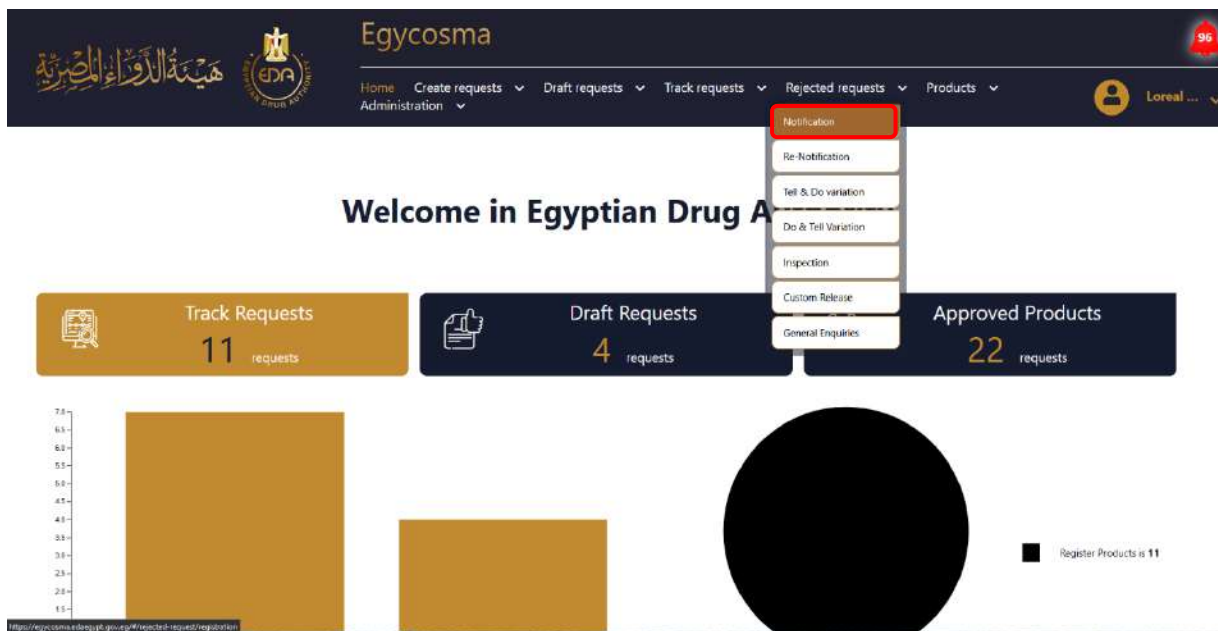 هيئة الدواء المصرية
EDA
EGYPTIAN DRUG AUTHORITY
Egycosma
96
Home Create requests Draft requests Track requests Rejected requests Products
Administration
Loreal ...
Notification
Re-Notification
Tell & Do variation
Do & Tell Variation
Inspection
Custom Release
General Enquiries
Welcome in Egyptian Drug A
Track Requests
11 requests
Draft Requests
4 requests
Approved Products
22 requests
7.0
6.5
6.0
5.5
5.0
4.5
4.0
3.5
3.0
2.5
2.0
1.5
Register Products is 11
https://egycosma.edaegypt.gov.eg/#/rejected-request/registration